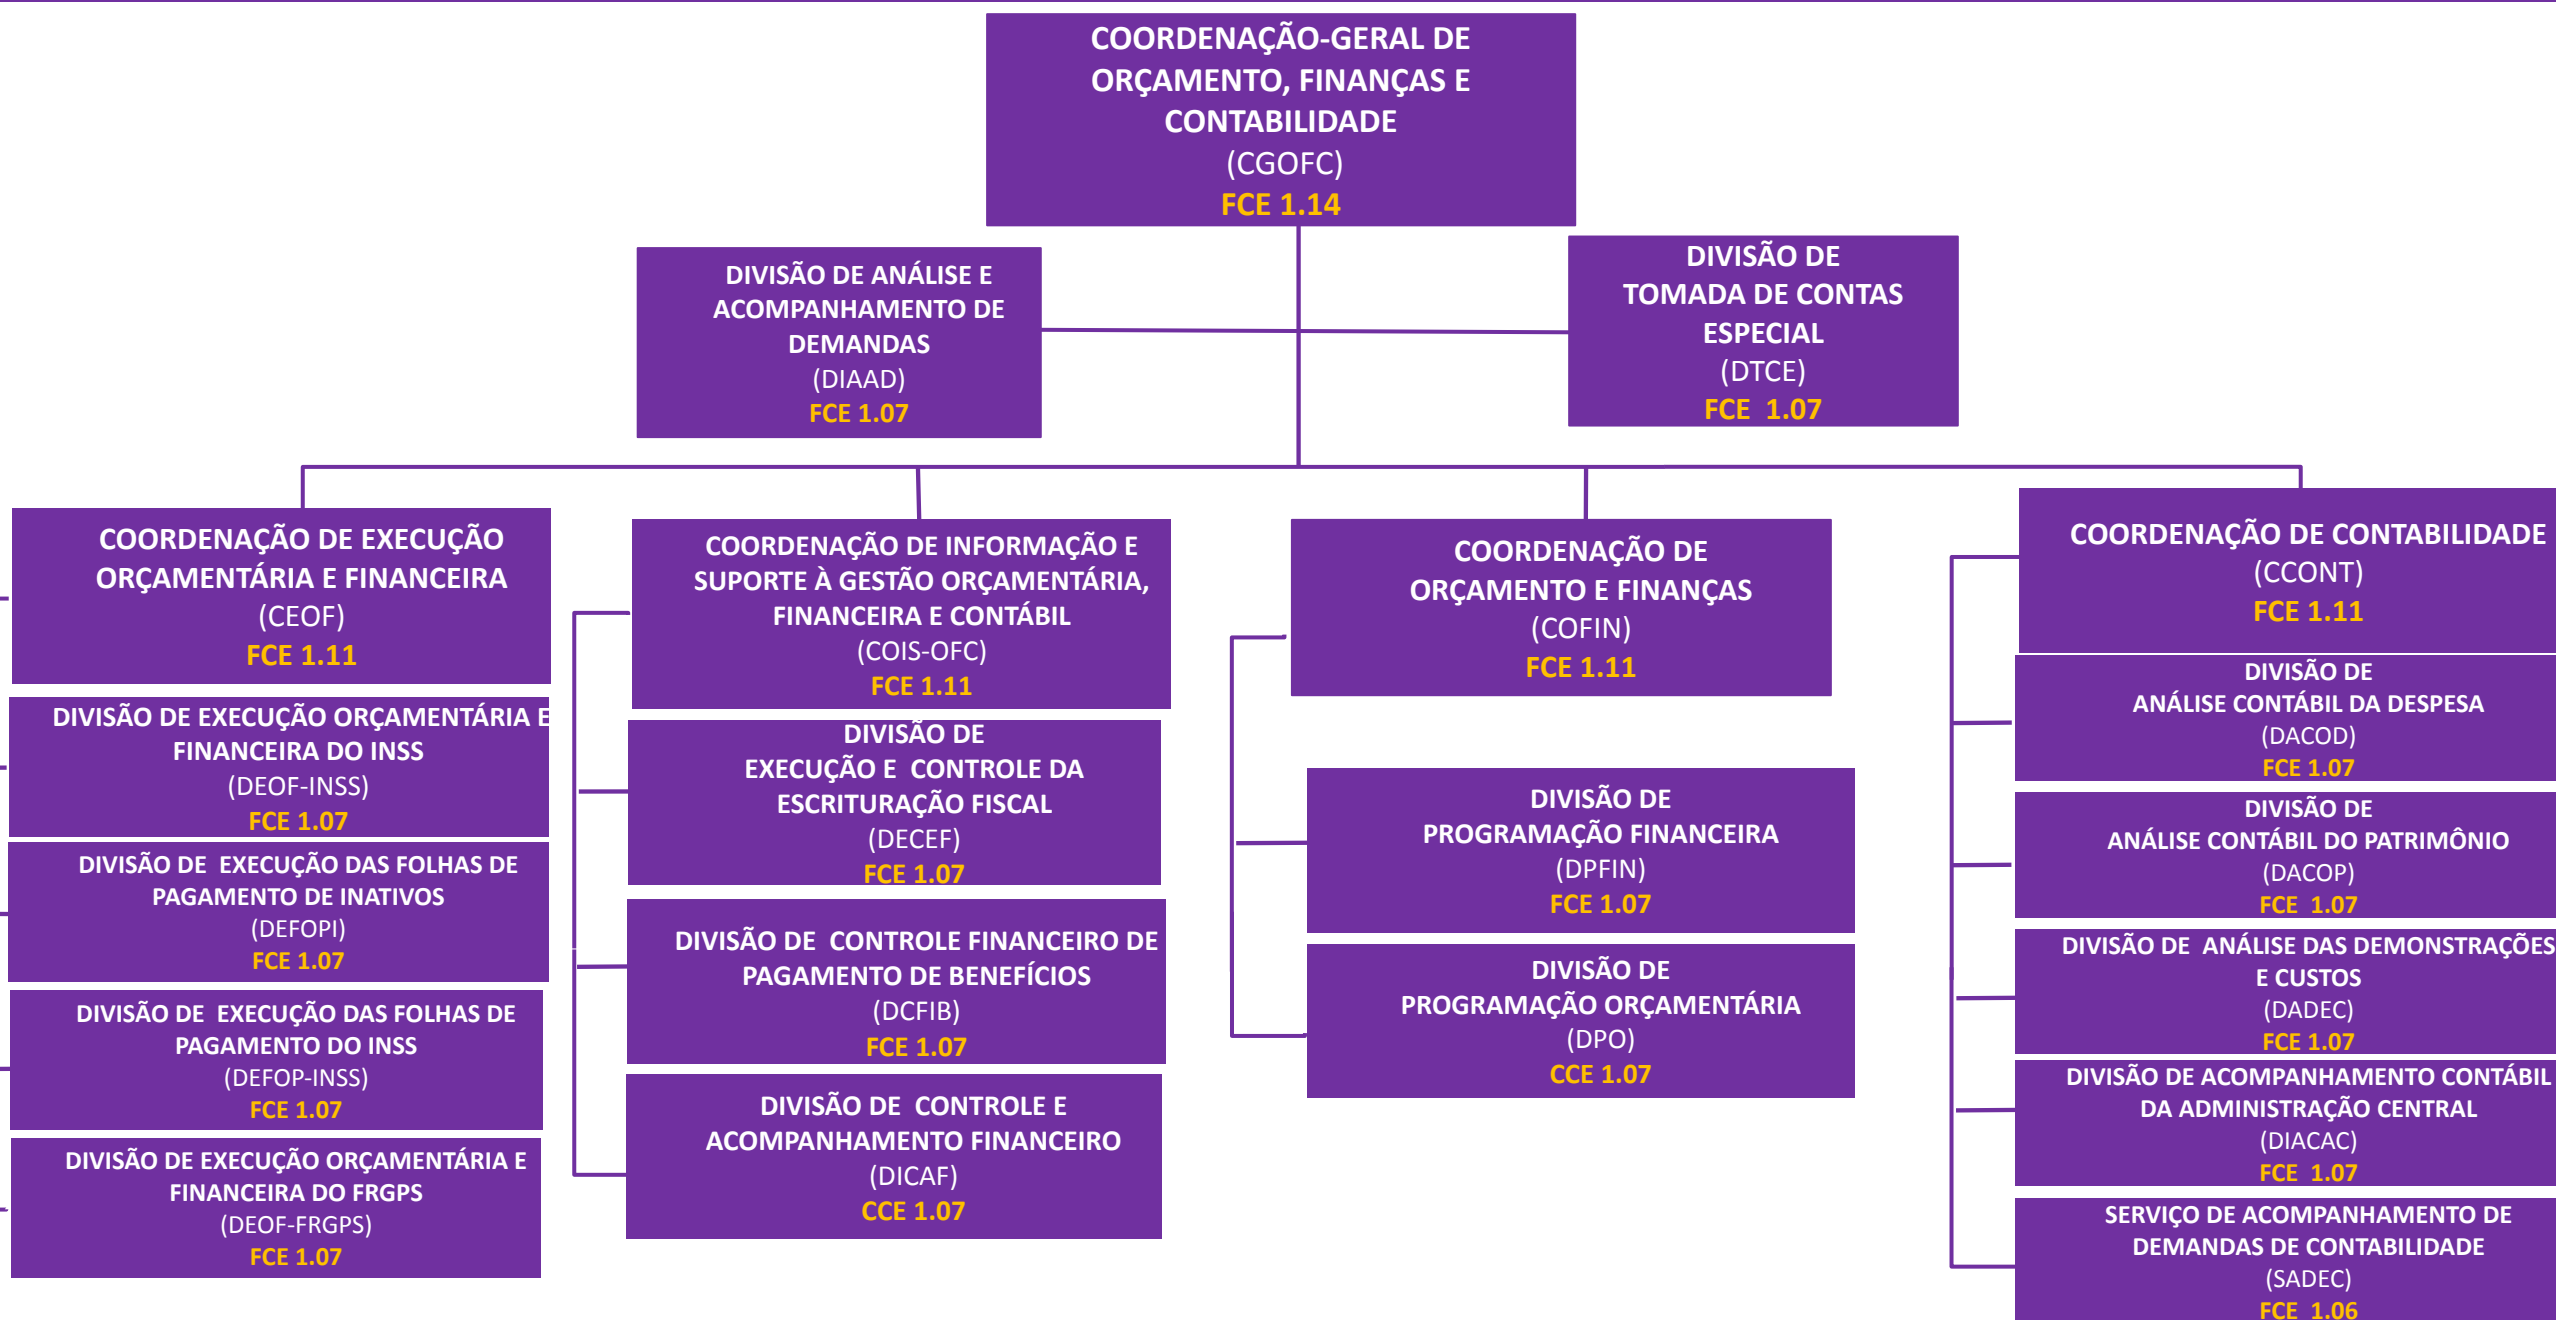 COORDENAÇÃO-GERAL DE
ORÇAMENTO, FINANÇAS E
CONTABILIDADE
(CGOFC)
FCE 1.14
DIVISÃO DE ANÁLISE E
ACOMPANHAMENTO DE
DEMANDAS
(DIAAD)
FCE 1.07
DIVISÃO DE
TOMADA DE CONTAS
ESPECIAL
(DTCE)
FCE 1.07
COORDENAÇÃO DE EXECUÇÃO
ORÇAMENTÁRIA E FINANCEIRA
(CEOF)
FCE 1.11
DIVISÃO DE EXECUÇÃO ORÇAMENTÁRIA E
FINANCEIRA DO INSS
(DEOF-INSS)
FCE 1.07
DIVISÃO DE EXECUÇÃO DAS FOLHAS DE
PAGAMENTO DE INATIVOS
(DEFOPI)
FCE 1.07
DIVISÃO DE EXECUÇÃO DAS FOLHAS DE
PAGAMENTO DO INSS
(DEFOP-INSS)
FCE 1.07
DIVISÃO DE EXECUÇÃO ORÇAMENTÁRIA E
FINANCEIRA DO FRGPS
(DEOF-FRGPS)
FCE 1.07
COORDENAÇÃO DE INFORMAÇÃO E
SUPORTE À GESTÃO ORÇAMENTÁRIA,
FINANCEIRA E CONTÁBIL
(COIS-OFC)
FCE 1.11
DIVISÃO DE
EXECUÇÃO E CONTROLE DA
ESCRITURAÇÃO FISCAL
(DECEF)
FCE 1.07
DIVISÃO DE CONTROLE FINANCEIRO DE
PAGAMENTO DE BENEFÍCIOS
(DCFIB)
FCE 1.07
DIVISÃO DE CONTROLE E
ACOMPANHAMENTO FINANCEIRO
(DICAF)
CCE 1.07
COORDENAÇÃO DE
ORÇAMENTO E FINANÇAS
(COFIN)
FCE 1.11
DIVISÃO DE
PROGRAMAÇÃO FINANCEIRA
(DPFIN)
FCE 1.07
DIVISÃO DE
PROGRAMAÇÃO ORÇAMENTÁRIA
(DPO)
CCE 1.07
COORDENAÇÃO DE CONTABILIDADE
(CCONT)
FCE 1.11
DIVISÃO DE
ANÁLISE CONTÁBIL DA DESPESA
(DACOD)
FCE 1.07
DIVISÃO DE
ANÁLISE CONTÁBIL DO PATRIMÔNIO
(DACOP)
FCE 1.07
DIVISÃO DE ANÁLISE DAS DEMONSTRAÇÕES
E CUSTOS
(DADEC)
FCE 1.07
DIVISÃO DE ACOMPANHAMENTO CONTÁBIL
DA ADMINISTRAÇÃO CENTRAL
(DIACAC)
FCE 1.07
SERVIÇO DE ACOMPANHAMENTO DE
DEMANDAS DE CONTABILIDADE
(SADEC)
FCE 1.06